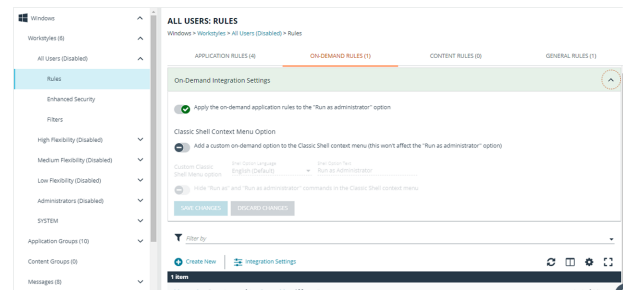 Windows
Workstyles (6)
All Users (Disabled)
Rules
Enhanced Security
Filters
High Flexibility (Disabled)
Medium Flexibility (Disabled)
Low Flexibility (Disabled)
Administrators (Disabled)
SYSTEM
Application Groups (10)
Content Groups (0)
Messages (8)
ALL USERS: RULES
Windows > Workstyles > All Users (Disabled) > Rules
APPLICATION RULES (4) ON-DEMAND RULES (1) CONTENT RULES (0) GENERAL RULES (1)
On-Demand Integration Settings
Apply the on-demand application rules to the "Run as administrator" option
Classic Shell Context Menu Option
Add a custom on-demand option to the Classic Shell context menu (this won't affect the "Run as administrator" option)
Custom Classic
Shell Menu option
English (Default)
Run as Administrator
Hide "Run as" and "Run as administrator" commands in the Classic Shell context menu
SAVE CHANGES DISCARD CHANGES
Filter by
Create New Integration Settings
1 item